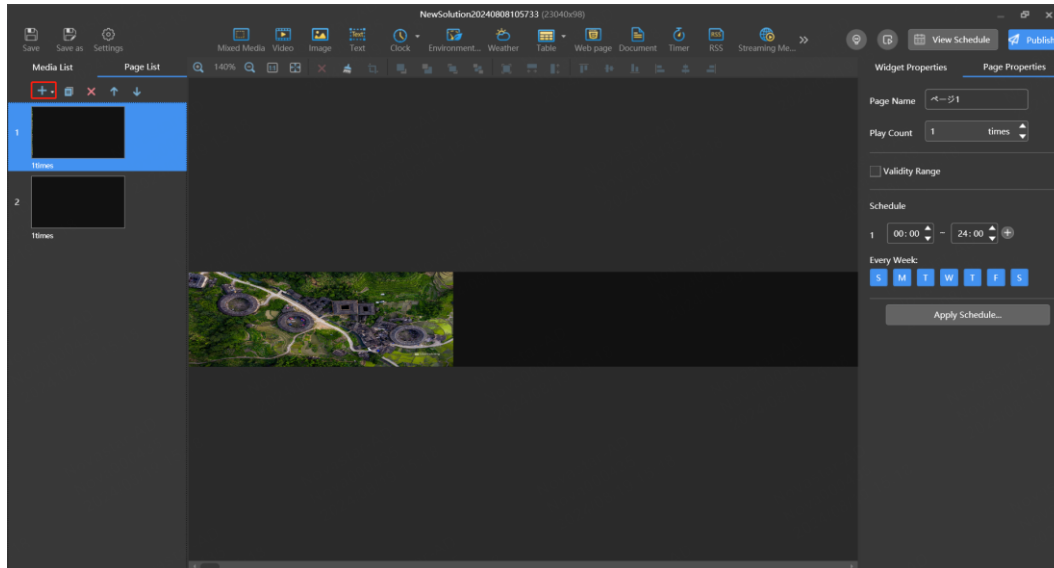 NewSolution20240808105733 (23040x98)
Save Save as Settings Mixed Media Video Image Text Text Clock Environment... Weather Table Web page Document Timer RSS RSS Streaming Me... View Schedule Publish
Media List Page List 140% Widget Properties Page Properties
Page Name ページ1
1
Play Count 1 times
1times
Validity Range
2
Schedule
1times
1 00:00 – 24:00
Every Week:
S M T W T F S
Apply Schedule...